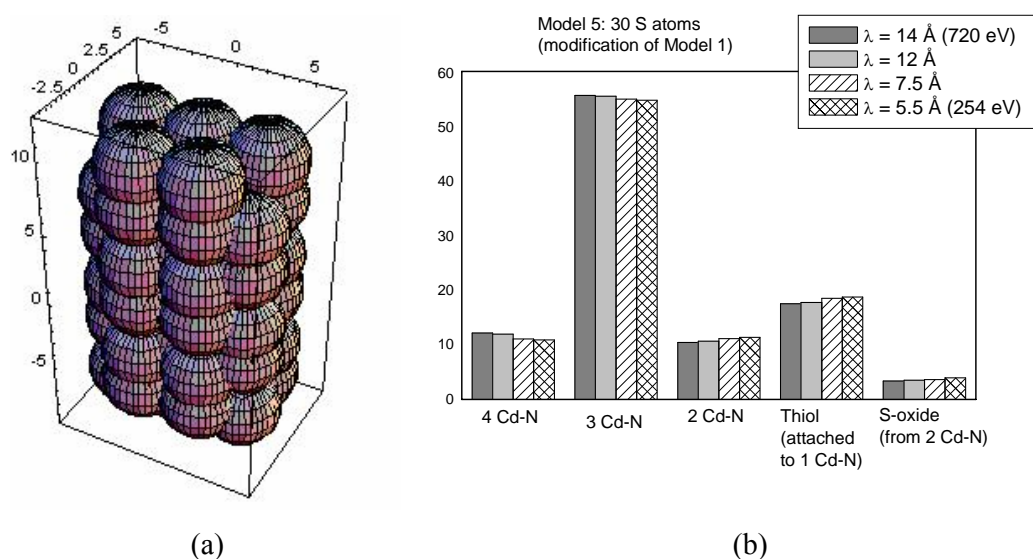 5
2.5
0
-2.5
-5
0
5
10
5
0
-5
(a)
Model 5: 30 S atoms
(modification of Model 1)
λ = 14 Å (720 eV)
λ = 12 Å
λ = 7.5 Å
λ = 5.5 Å (254 eV)
60
50
40
30
20
10
0
4 Cd-N
3 Cd-N
2 Cd-N
Thiol
(attached
to 1 Cd-N)
S-oxide
(from 2 Cd-N)
(b)